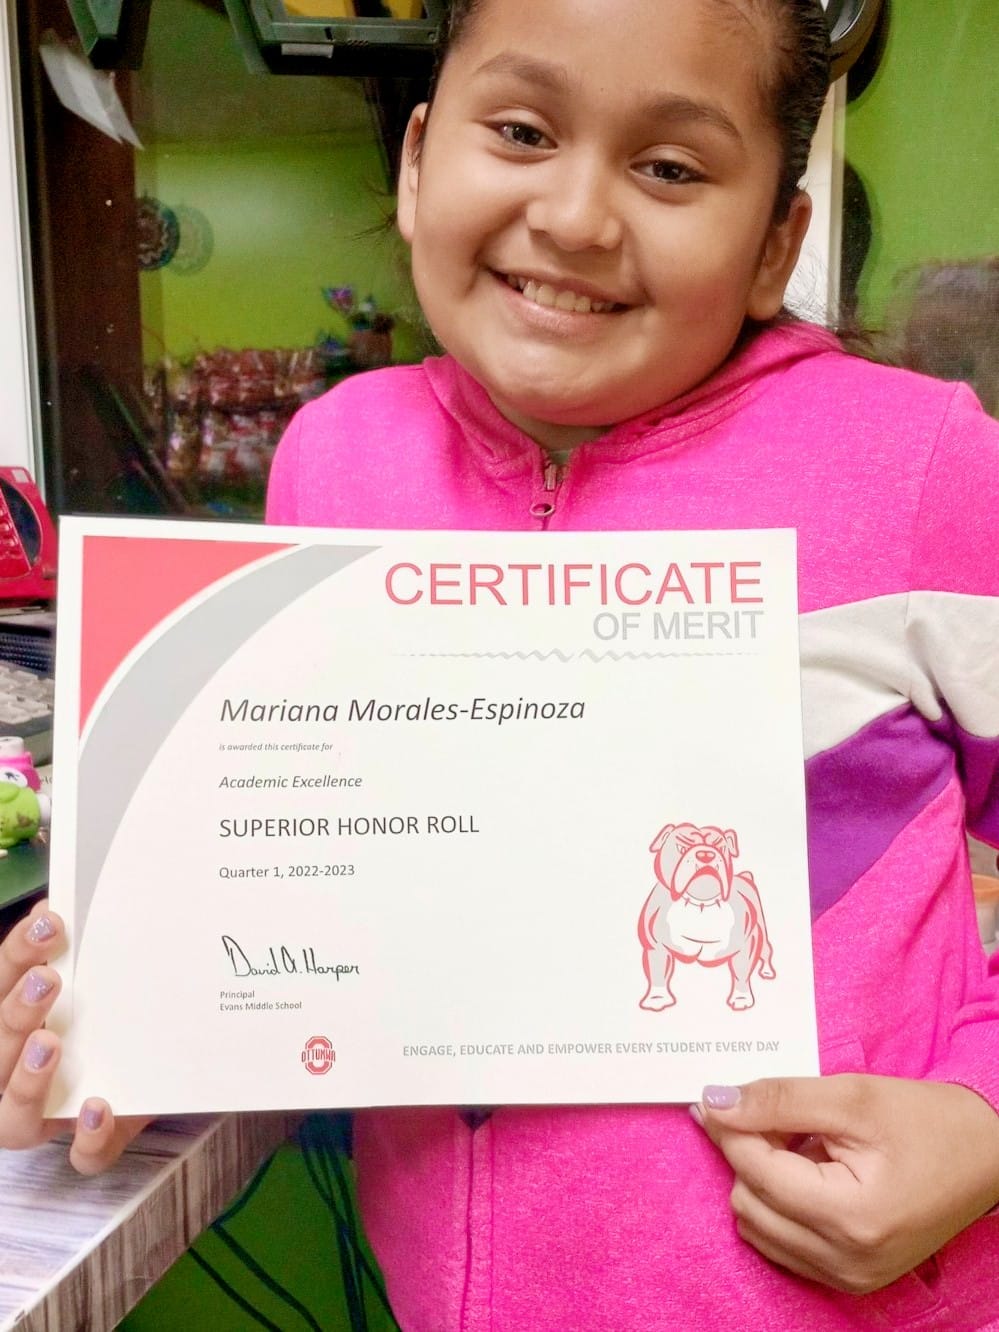 CERTIFICATE
OF MERIT
Mariana Morales-Espinoza
is awarded this certificate for
Academic Excellence
SUPERIOR HONOR ROLL
Quarter 1, 2022-2023
David A. Harper
Principal
Evans Middle School
OTTUMWA
ENGAGE, EDUCATE AND EMPOWER EVERY STUDENT EVERY DAY